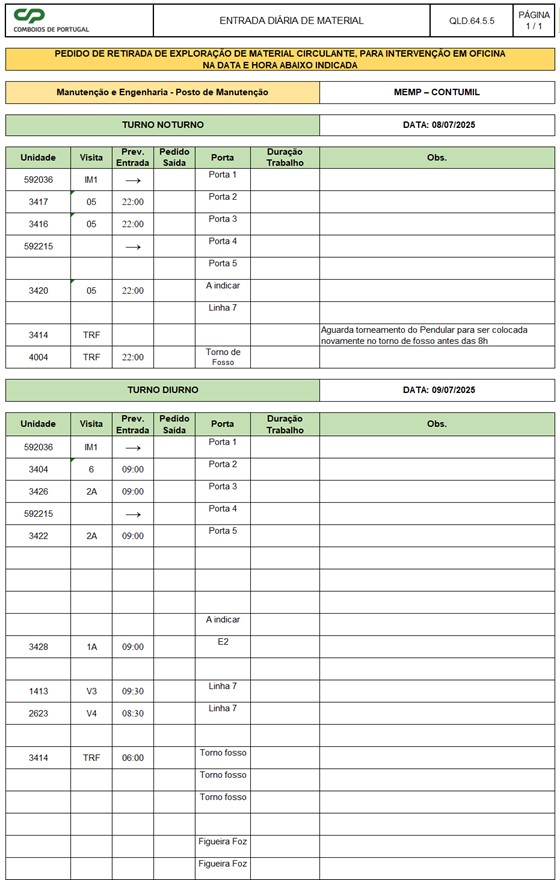 CP
COMBOIOS DE PORTUGAL
ENTRADA DIÁRIA DE MATERIAL
QLD.64.5.5
PÁGINA
1 / 1
PEDIDO DE RETIRADA DE EXPLORAÇÃO DE MATERIAL CIRCULANTE, PARA INTERVENÇÃO EM OFICINA
NA DATA E HORA ABAIXO INDICADA
Manutenção e Engenharia - Posto de Manutenção MEMP – CONTUMIL
TURNO NOTURNO DATA: 08/07/2025
Unidade Visita Prev. Entrada Pedido Saída Porta Duração Trabalho Obs.
592036 IM1 → Porta 1
3417 05 22:00 Porta 2
3416 05 22:00 Porta 3
592215 → Porta 4
Porta 5
3420 05 22:00 A indicar
Linha 7
3414 TRF Aguarda torneamento do Pendular para ser colocada
novamente no torno de fosso antes das 8h
4004 TRF 22:00 Torno de
Fosso
TURNO DIURNO DATA: 09/07/2025
Unidade Visita Prev. Entrada Pedido Saída Porta Duração Trabalho Obs.
592036 IM1 → Porta 1
3404 6 09:00 Porta 2
3426 2A 09:00 Porta 3
592215 → Porta 4
3422 2A 09:00 Porta 5
A indicar
3428 1A 09:00 E2
1413 V3 09:30 Linha 7
2623 V4 08:30 Linha 7
3414 TRF 06:00 Torno fosso
Torno fosso
Torno fosso
Figueira Foz
Figueira Foz